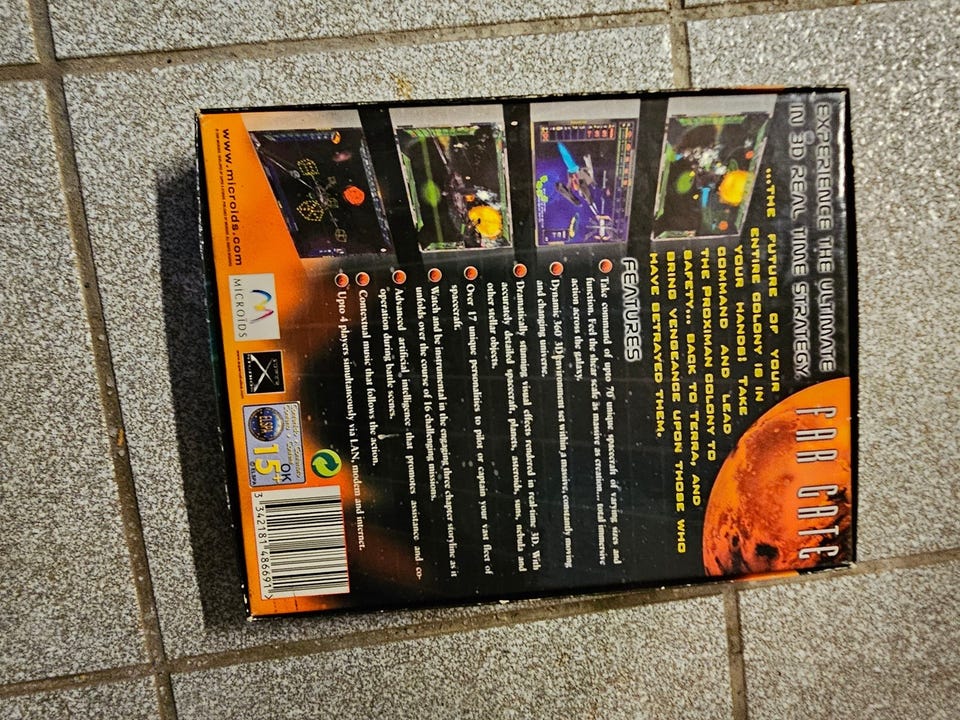 FAR GATE
EXPERIENCE THE ULTIMATE
IN 3D REAL TIME STRATEGY
...THE FUTURE OF YOUR
ENTIRE COLONY IS IN
YOUR HANDS! TAKE
COMMAND AND LEAD
THE PROXIMAN COLONY TO
SAFETY... BACK TO TERRA, AND
BRING VENGEANCE UPON THOSE WHO
HAVE BETRAYED THEM.
FEATURES
Take command of upto 70 unique spacecraft of varying sizes and
function. Feel the sheer scale is massive as creation... total immersive
action across the galaxy.
Dynamic 360 3D environment set within a massive, constantly moving
and changing universe.
Dramatically stunning visual effects rendered in real-time 3D. With
accurately detailed spacecraft, planets, asteroids, suns, nebula and
other stellar objects.
Over 17 unique personalities to pilot or captain your vast fleet of
spacecraft.
Watch and be instrumental in the engaging three chapter storyline as it
unfolds over the course of 16 challenging missions.
Advanced artificial intelligence that promotes assistance and co-
operation during battle scenes.
Contextual music that follows the action.
Upto 4 players simultaneously via LAN, modem and internet.
www.microids.com
MICROIDS
ELSPA
15+
OK
3 342181 486691 >